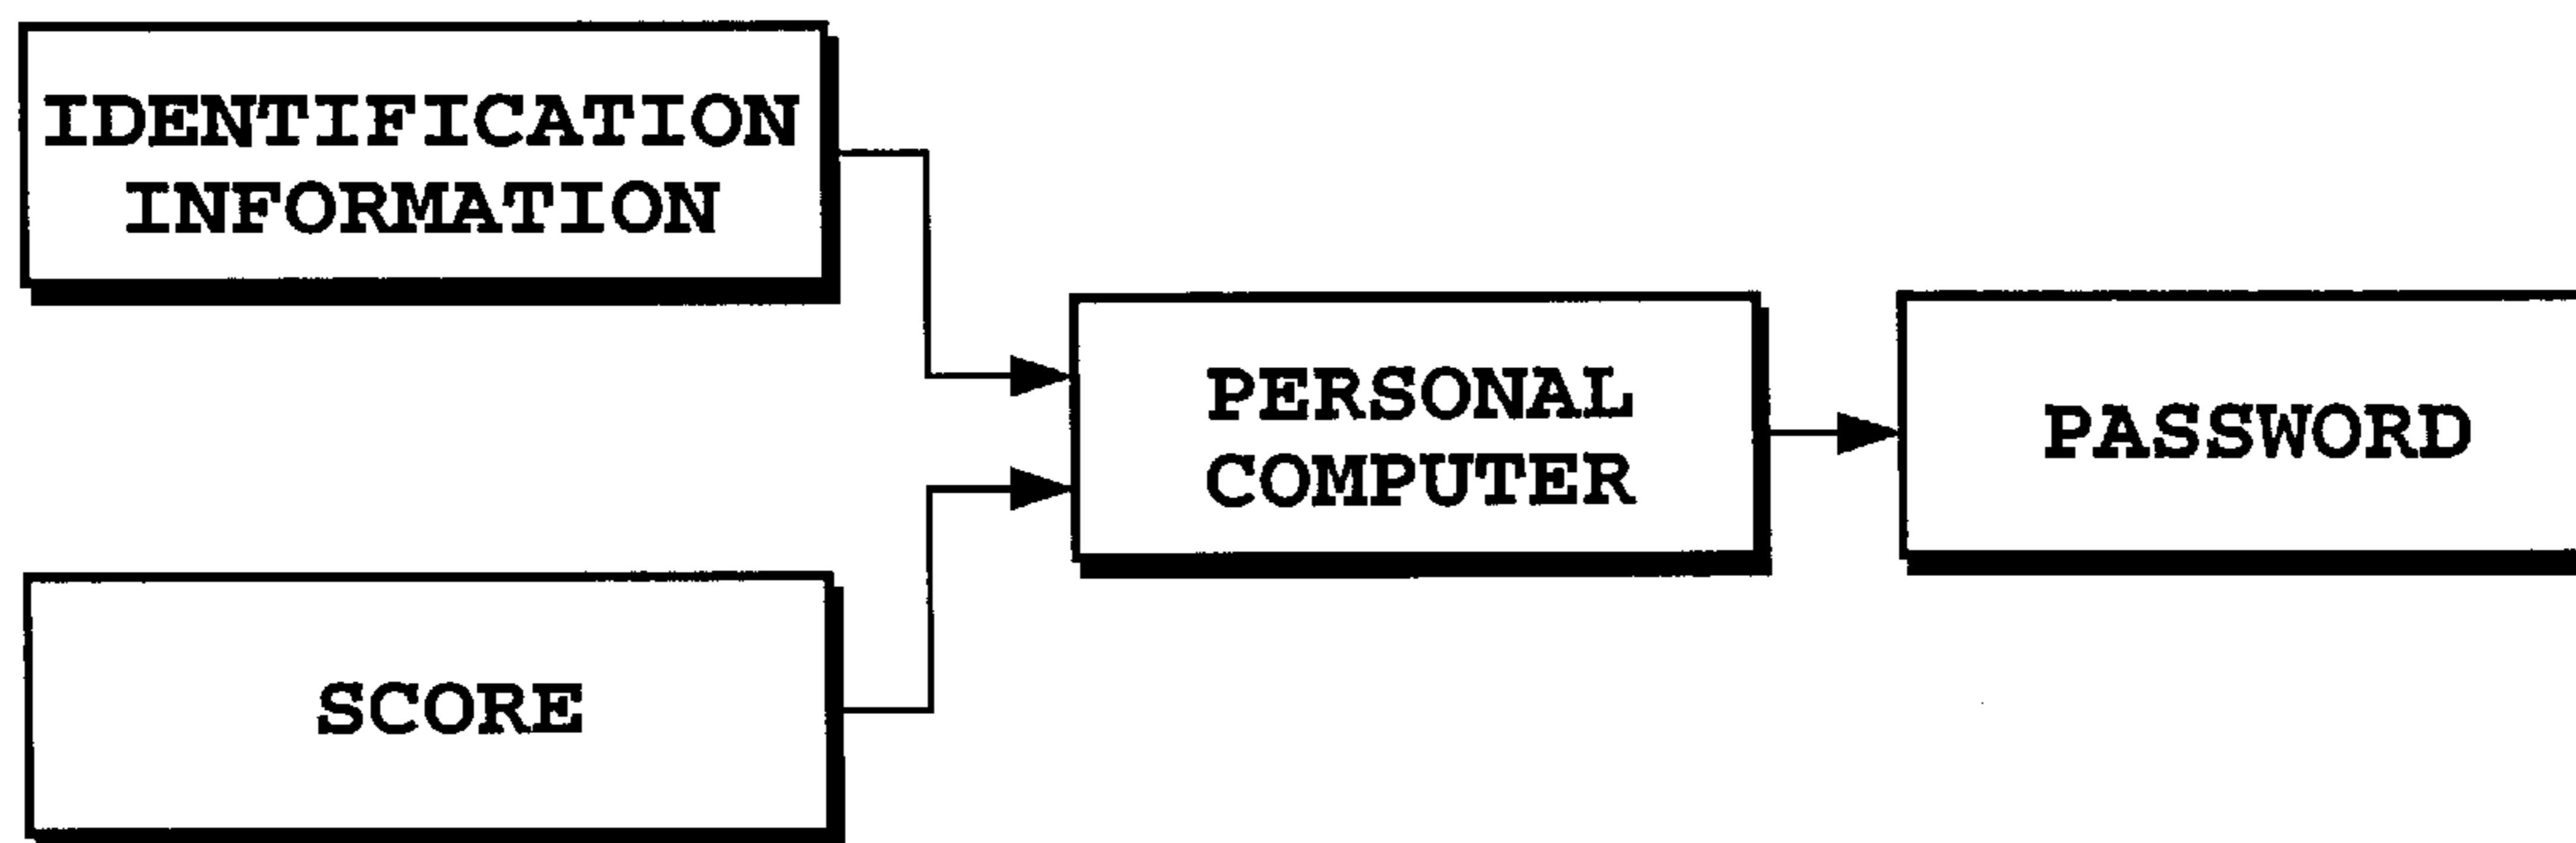 IDENTIFICATION
INFORMATION
PERSONAL
COMPUTER
PASSWORD
SCORE